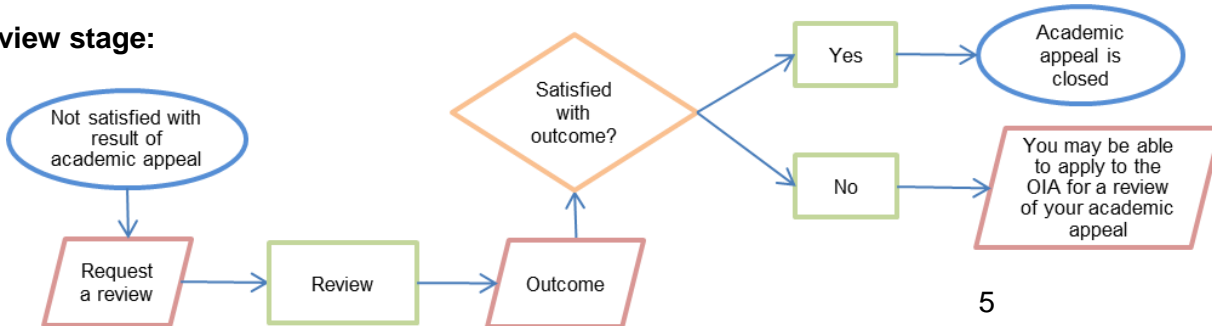 view stage:
Not satisfied with
result of
academic appeal
Request
a review
Review
Outcome
Satisfied
with
outcome?
Yes
Academic
appeal is
closed
No
You may be able
to apply to the
OIA for a review
of your academic
appeal
5